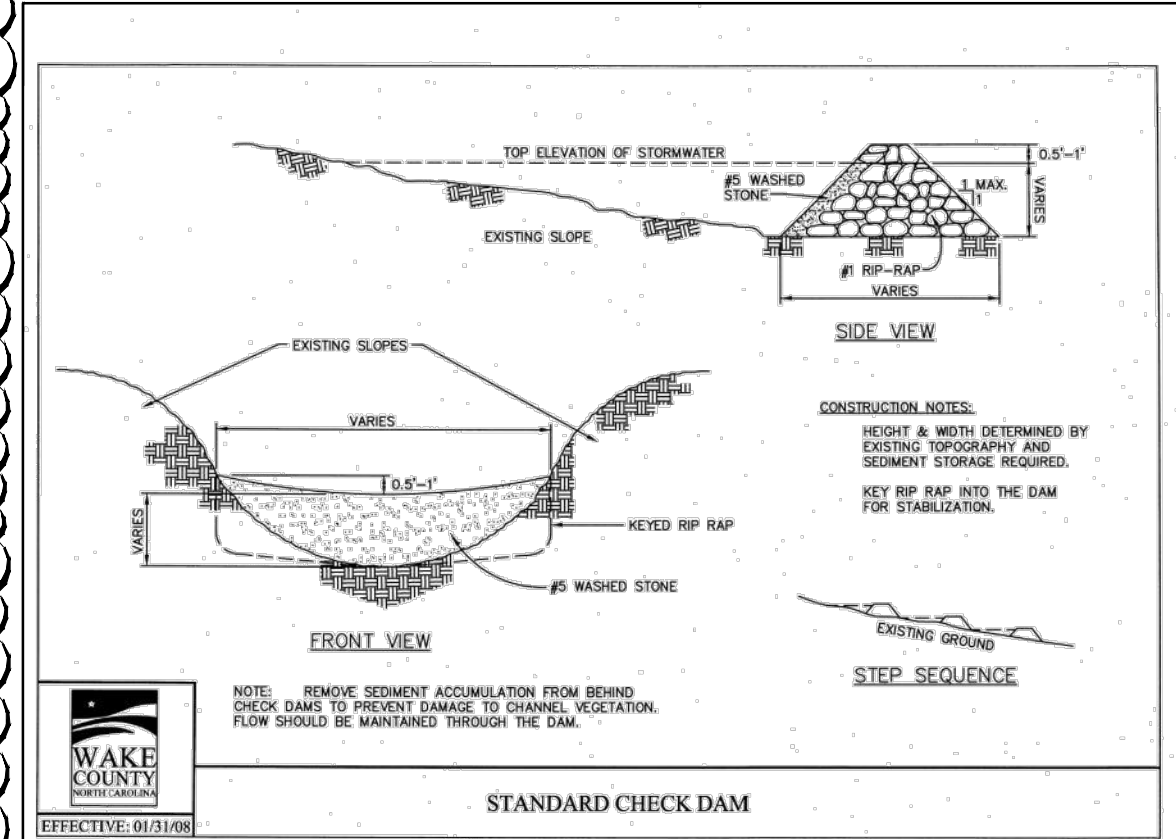 TOP ELEVATION OF STORMWATER
0.5'-1'
#5 WASHED
STONE
1 MAX.
1
VARIES
EXISTING SLOPE
#1 RIP-RAP
VARIES
SIDE VIEW
EXISTING SLOPES
VARIES
0.5'-1'
VARIES
KEYED RIP RAP
#5 WASHED STONE
FRONT VIEW
CONSTRUCTION NOTES:
HEIGHT & WIDTH DETERMINED BY
EXISTING TOPOGRAPHY AND
SEDIMENT STORAGE REQUIRED.
KEY RIP RAP INTO THE DAM
FOR STABILIZATION.
EXISTING GROUND
STEP SEQUENCE
NOTE: REMOVE SEDIMENT ACCUMULATION FROM BEHIND
CHECK DAMS TO PREVENT DAMAGE TO CHANNEL VEGETATION.
FLOW SHOULD BE MAINTAINED THROUGH THE DAM.
WAKE
COUNTY
NORTH CAROLINA
EFFECTIVE: 01/31/08
STANDARD CHECK DAM